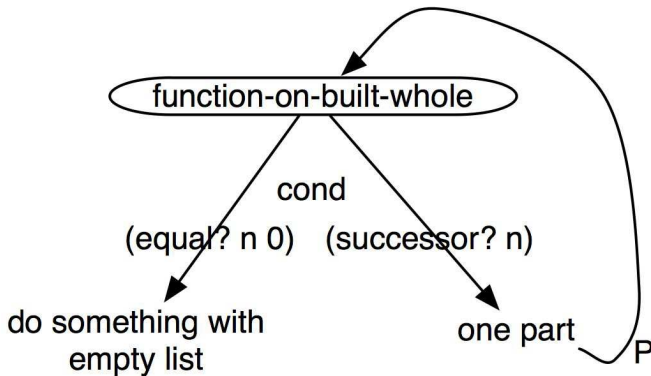 function-on-built-whole
cond
(equal? n 0) (successor? n)
do something with
empty list
one part
P